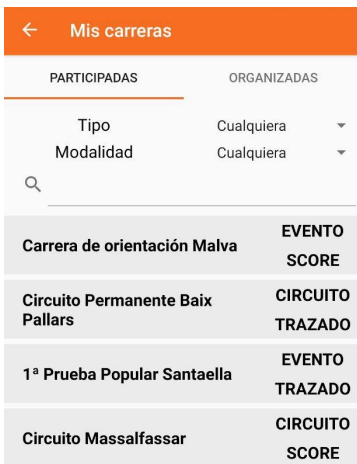 Mis carreras
PARTICIPADAS ORGANIZADAS
Tipo Cualquiera
Modalidad Cualquiera
Carrera de orientación Malva
EVENTO
SCORE
Circuito Permanente Baix
Pallars
CIRCUITO
TRAZADO
1ª Prueba Popular Santaella
EVENTO
TRAZADO
Circuito Massalfassar
CIRCUITO
SCORE